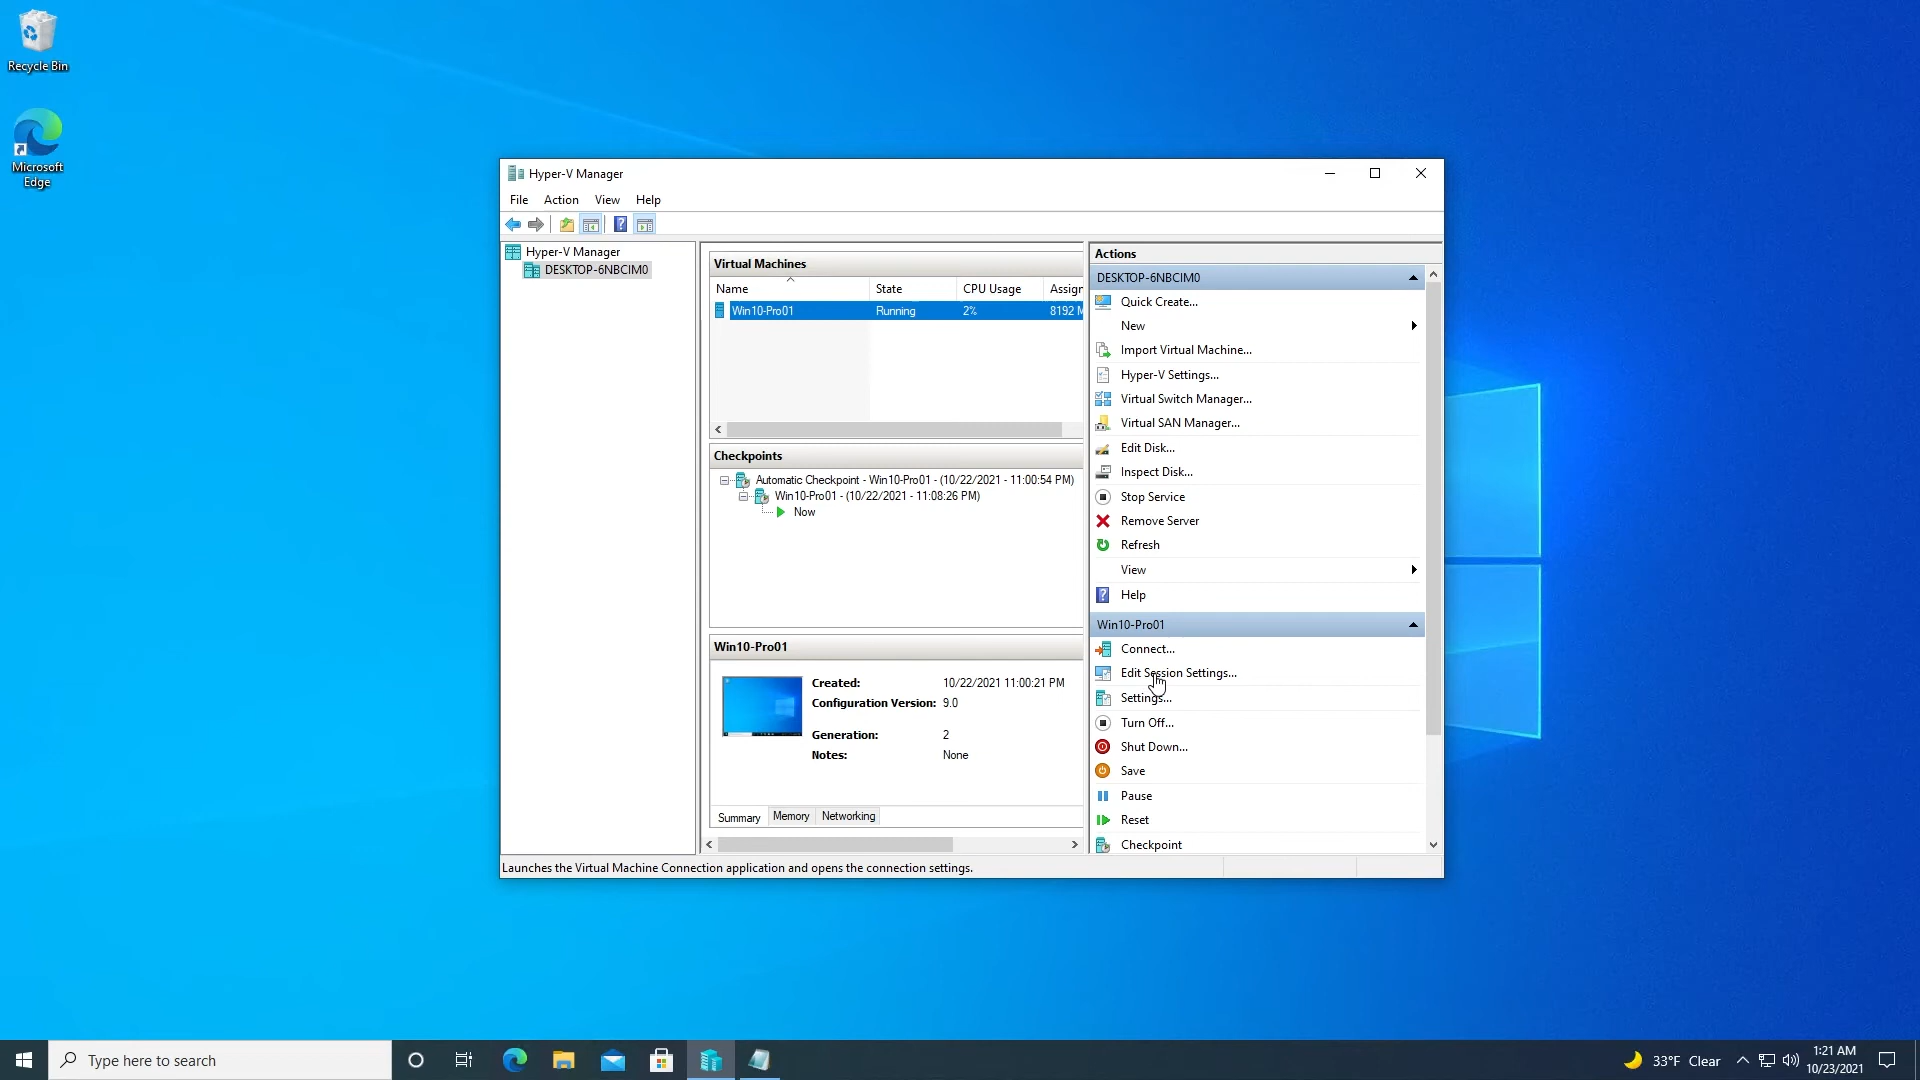 Recycle Bin
Microsoft
Edge
Hyper-V Manager
File Action View Help
Hyper-V Manager
DESKTOP-6NBCIM0
Virtual Machines
Name State CPU Usage Assign
Win10-Pro01 Running 2% 8192 M
Checkpoints
Automatic Checkpoint - Win10-Pro01 - (10/22/2021 - 11:00:54 PM)
Win10-Pro01 - (10/22/2021 - 11:08:26 PM)
Now
Win10-Pro01
Created: 10/22/2021 11:00:21 PM
Configuration Version: 9.0
Generation: 2
Notes: None
Summary Memory Networking
Actions
DESKTOP-6NBCIM0
Quick Create...
New
Import Virtual Machine...
Hyper-V Settings...
Virtual Switch Manager...
Virtual SAN Manager...
Edit Disk...
Inspect Disk...
Stop Service
Remove Server
Refresh
View
Help
Win10-Pro01
Connect...
Edit Session Settings...
Settings...
Turn Off...
Shut Down...
Save
Pause
Reset
Checkpoint
Launches the Virtual Machine Connection application and opens the connection settings.
Type here to search
33°F Clear
1:21 AM
10/23/2021